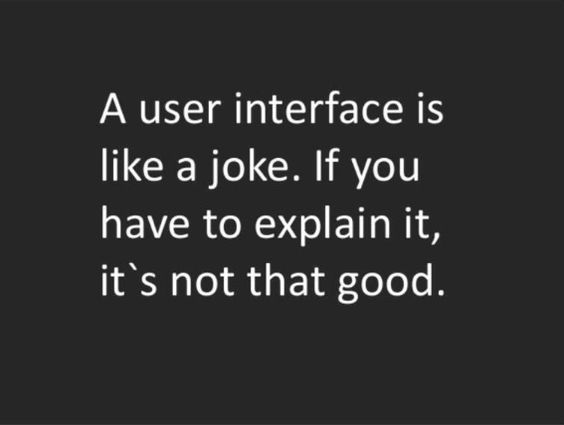 A user interface is
like a joke. If you
have to explain it,
it`s not that good.